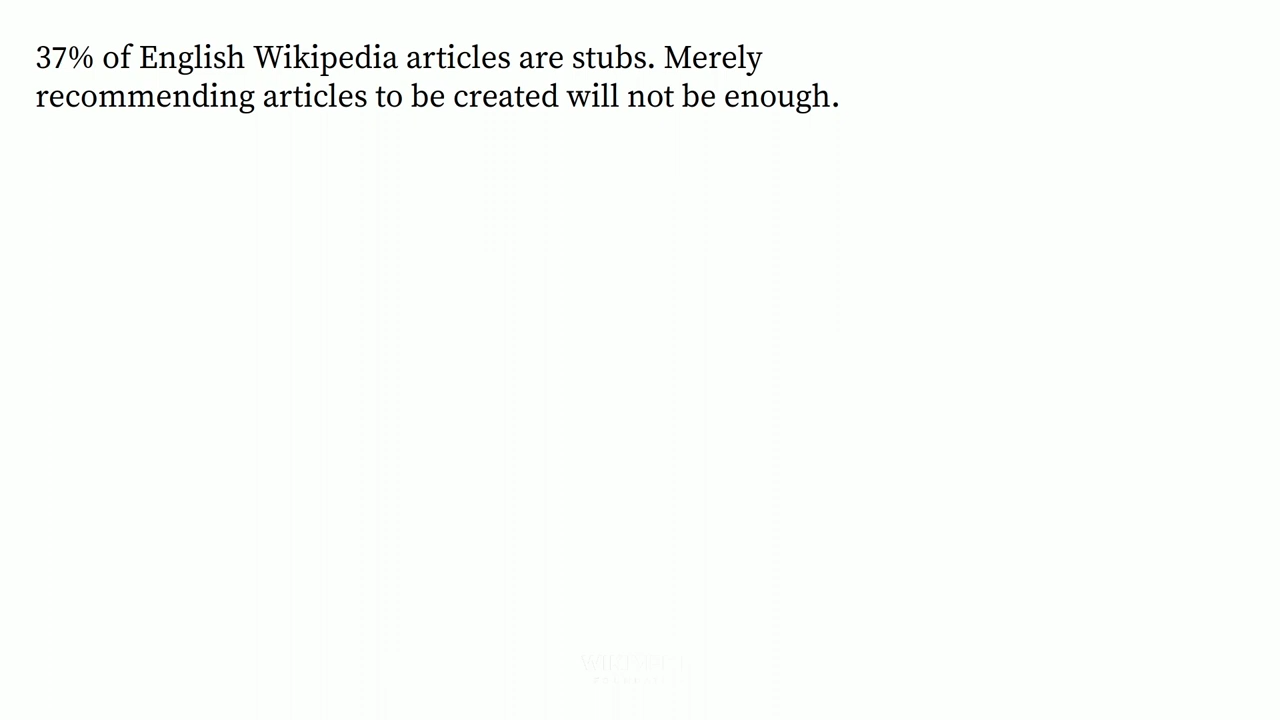 37% of English Wikipedia articles are stubs. Merely
recommending articles to be created will not be enough.